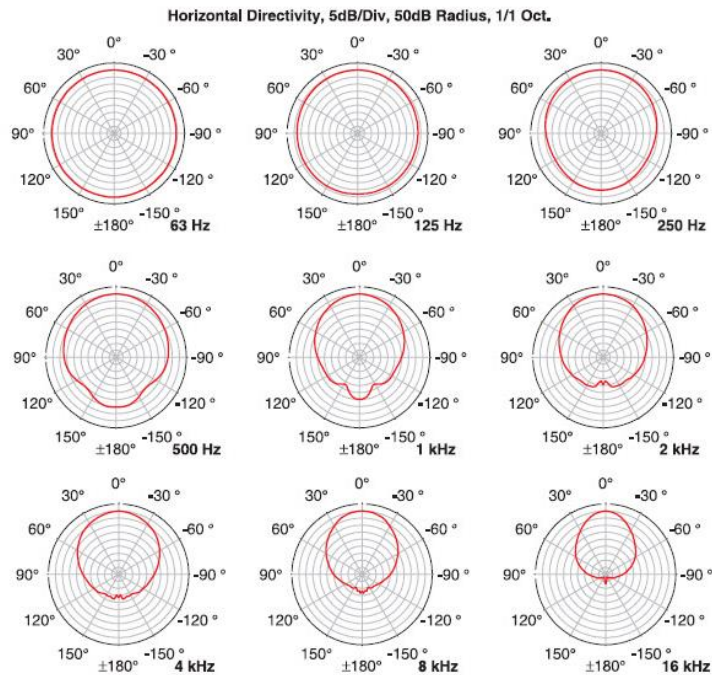 Horizontal Directivity, 5dB/Div, 50dB Radius, 1/1 Oct.
0° 0° 0°
30° -30 ° 30° -30 ° 30° -30 °
60° -60 ° 60° -60 ° 60° -60 °
90° -90 ° 90° -90 ° 90° -90 °
120° -120 ° 120° -120 ° 120° -120 °
150° -150 ° 150° -150 ° 150° -150 °
±180° 63 Hz ±180° 125 Hz ±180° 250 Hz
0° 0° 0°
30° -30 ° 30° -30 ° 30° -30 °
60° -60 ° 60° -60 ° 60° -60 °
90° -90 ° 90° -90 ° 90° -90 °
120° -120 ° 120° -120 ° 120° -120 °
150° -150 ° 150° -150 ° 150° -150 °
±180° 500 Hz ±180° 1 kHz ±180° 2 kHz
0° 0° 0°
30° -30 ° 30° -30 ° 30° -30 °
60° -60 ° 60° -60 ° 60° -60 °
90° -90 ° 90° -90 ° 90° -90 °
120° -120 ° 120° -120 ° 120° -120 °
150° -150 ° 150° -150 ° 150° -150 °
±180° 4 kHz ±180° 8 kHz ±180° 16 kHz